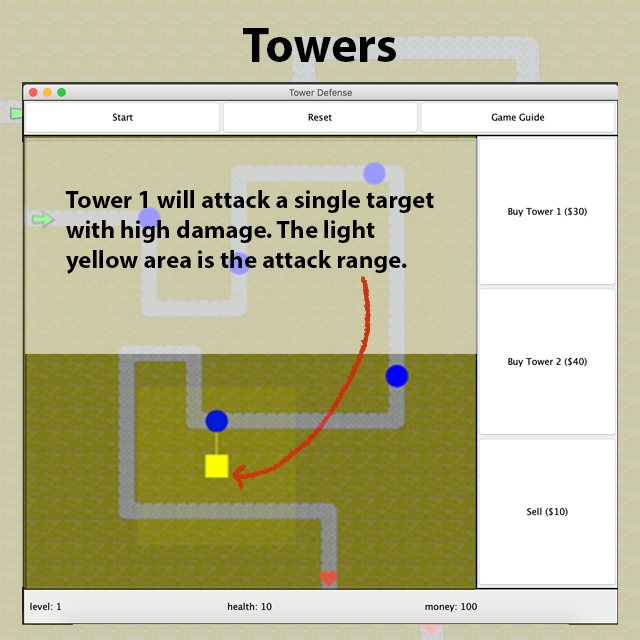 Towers
Tower Defense
Start
Reset
Game Guide
Tower 1 will attack a single target
with high damage. The light
yellow area is the attack range.
Buy Tower 1 ($30)
Buy Tower 2 ($40)
Sell ($10)
level: 1
health: 10
money: 100